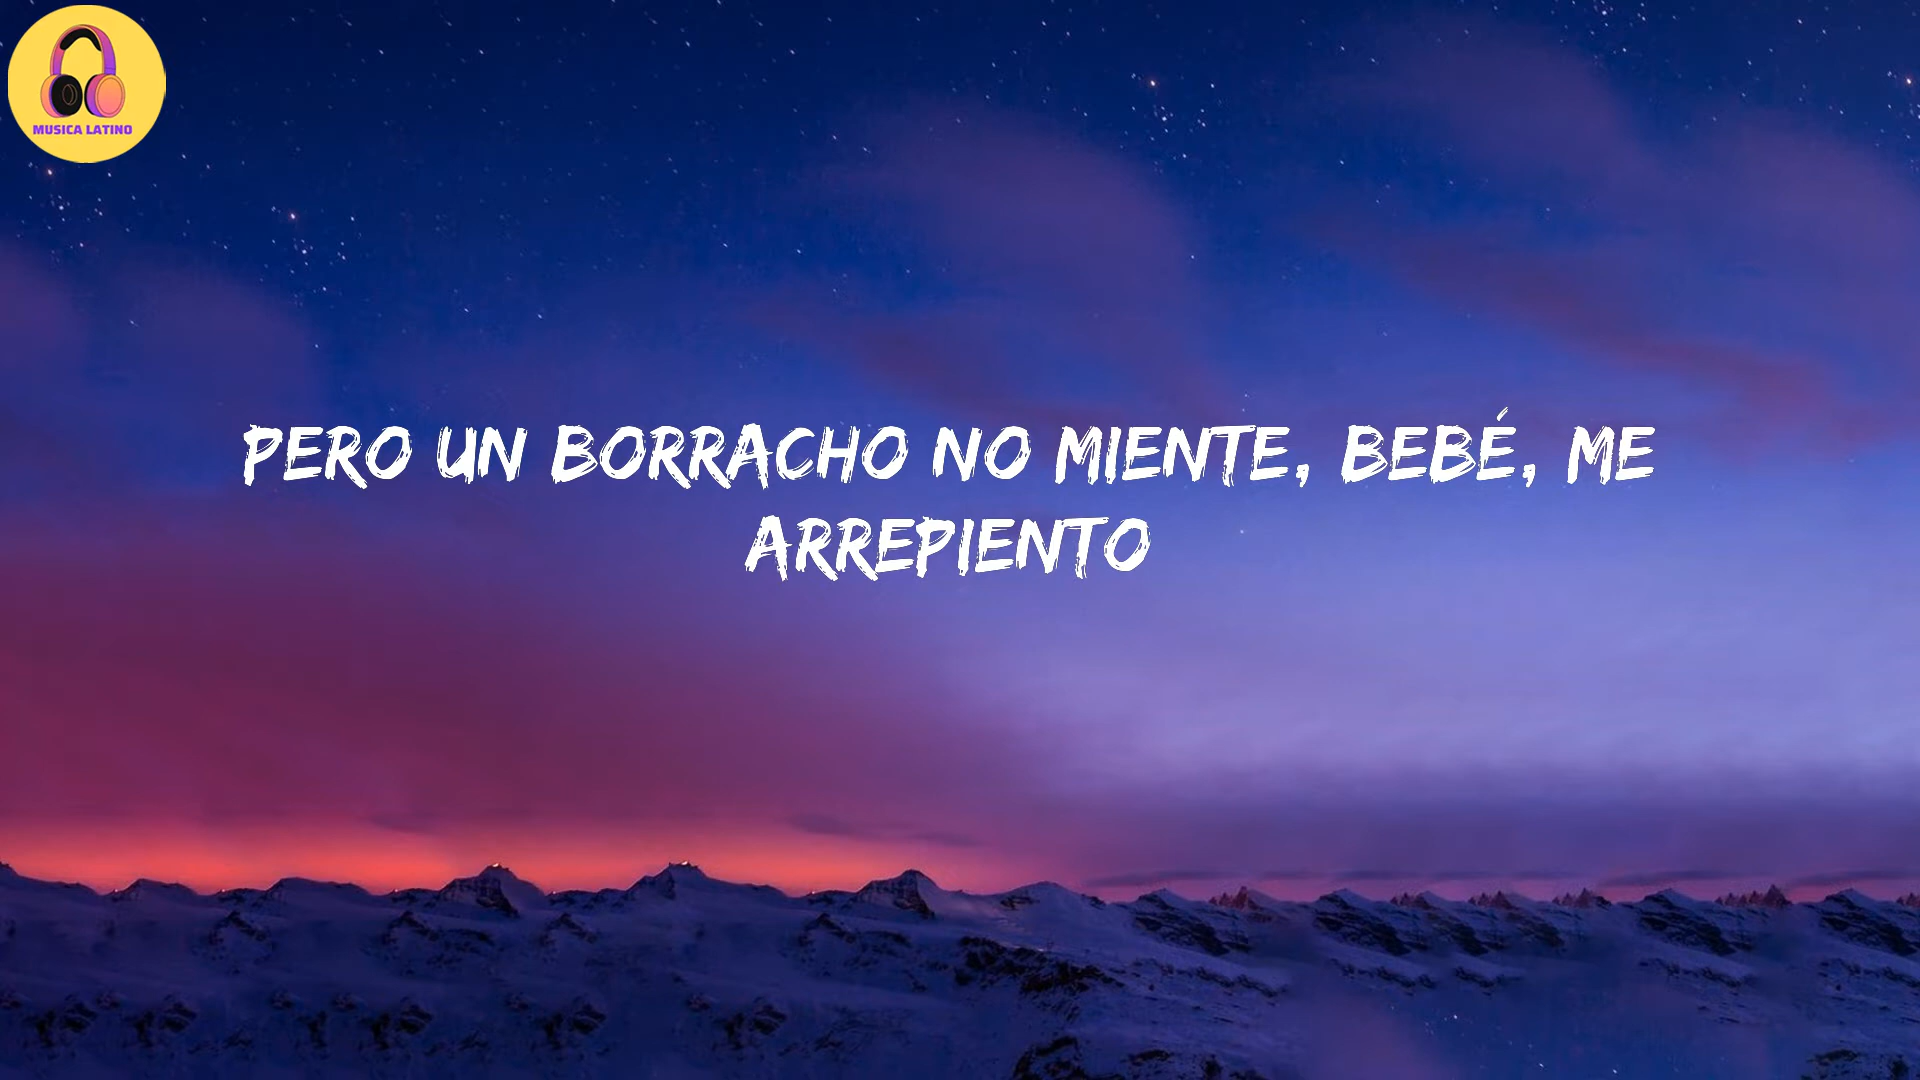 MUSICA LATINO
PERO UN BORRACHO NO MIENTE, BEBÉ, ME
ARREPIENTO